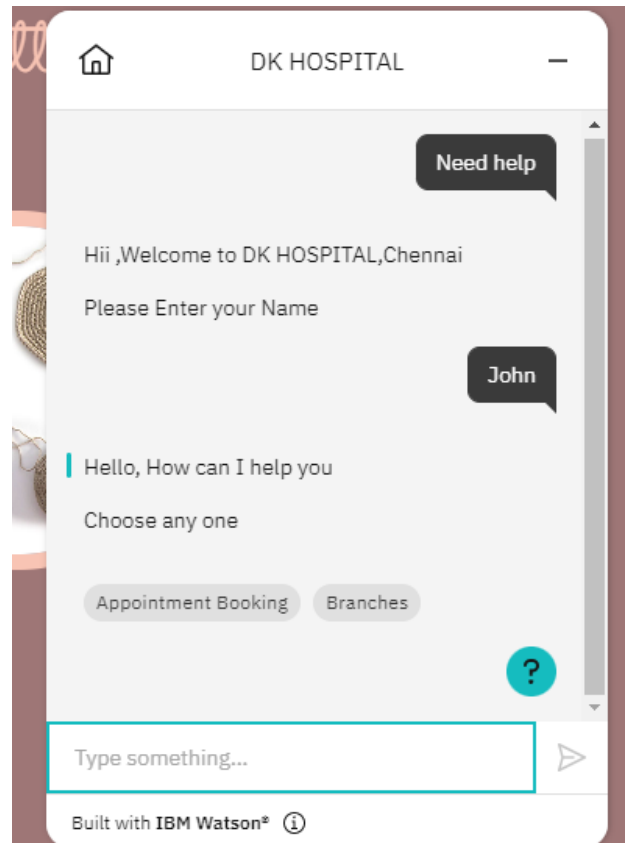 DK HOSPITAL
Need help
Hii ,Welcome to DK HOSPITAL,Chennai
Please Enter your Name
John
Hello, How can I help you
Choose any one
Appointment Booking
Branches
?
Type something...
Built with IBM Watson®